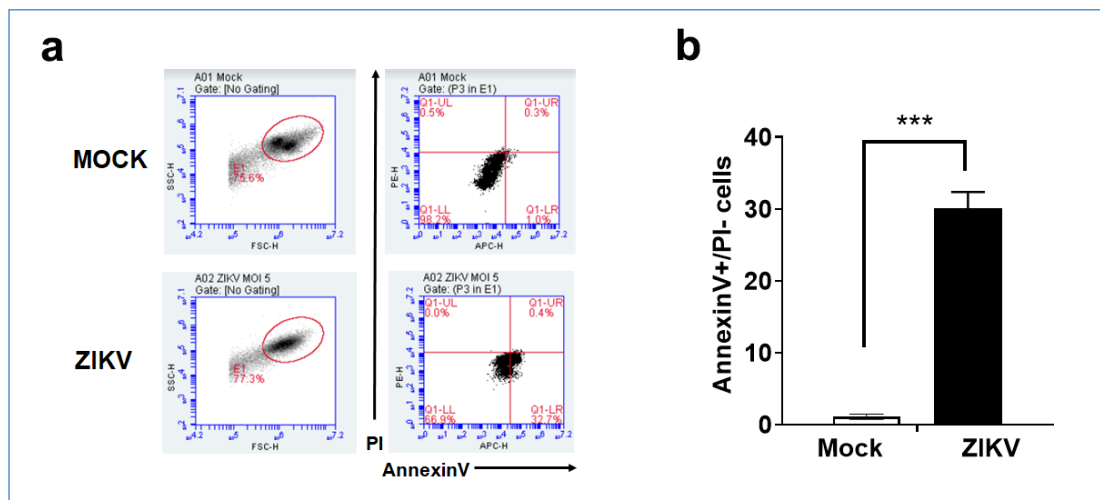 a
b
MOCK
A01 Mock
Gate: [No Gating]
SSC-H
E1
75.6%
FSC-H
A01 Mock
Gate: (P3 in E1)
Q1-UL
0.5%
Q1-UR
0.3%
PE-H
Q1-LL
98.2%
Q1-LR
1.0%
APC-H
ZIKV
A02 ZIKV MOI 5
Gate: [No Gating]
SSC-H
E1
77.3%
FSC-H
A02 ZIKV MOI 5
Gate: (P3 in E1)
Q1-UL
0.0%
Q1-UR
0.4%
PE-H
Q1-LL
66.9%
Q1-LR
32.7%
APC-H
PI
AnnexinV
AnnexinV+/PI- cells
40
30
20
10
0
***
Mock
ZIKV